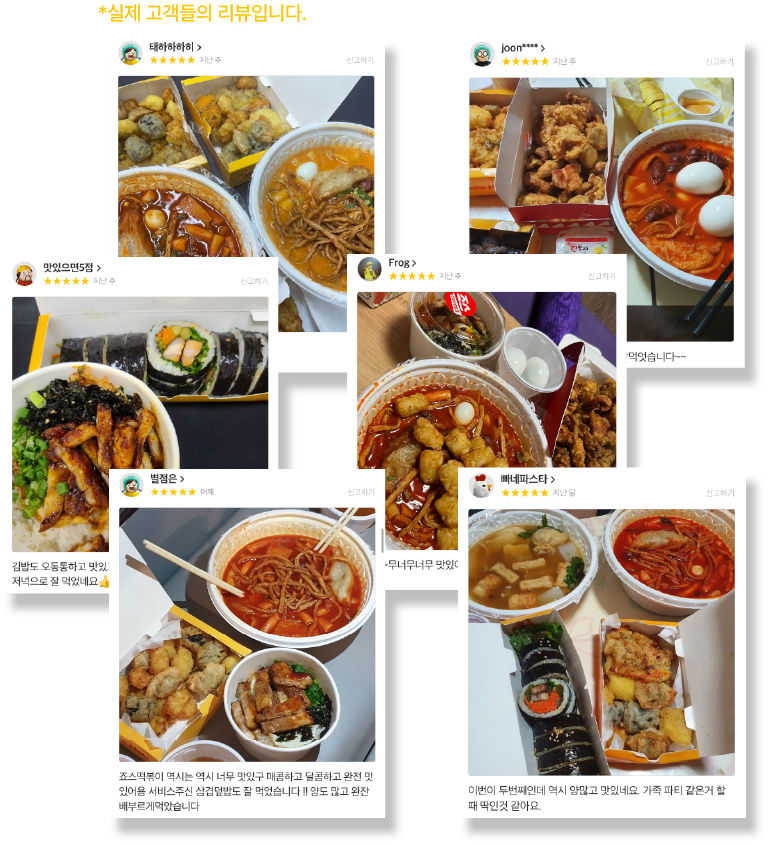 *실제 고객들의 리뷰입니다.
태하하하히 >
★★★★★ 지난 주
신고하기
joon**** >
★★★★★ 지난 주
신고하기
먹엇습니다~~
맛있으면5점 >
★★★★★ 지난 주
신고하기
김밥도 오동통하고 맛있
저녁으로 잘 먹었네요👍
Frog >
★★★★★ 지난 주
신고하기
~무너무너무 맛있
별점은 >
★★★★★ 어제
신고하기
죠스떡볶이 역시는 역시 너무 맛있구 매콤하고 달콤하고 완전 맛
있어용 서비스주신 삼겹덮밥도 잘 먹었습니다 !! 양도 많고 완잔
배부르게먹았습니다
빠네파스타 >
★★★★★ 지난 달
신고하기
이번이 두번째인데 역시 양많고 맛있네요. 가족 파티 같은거 할
때 딱인것 같아요.